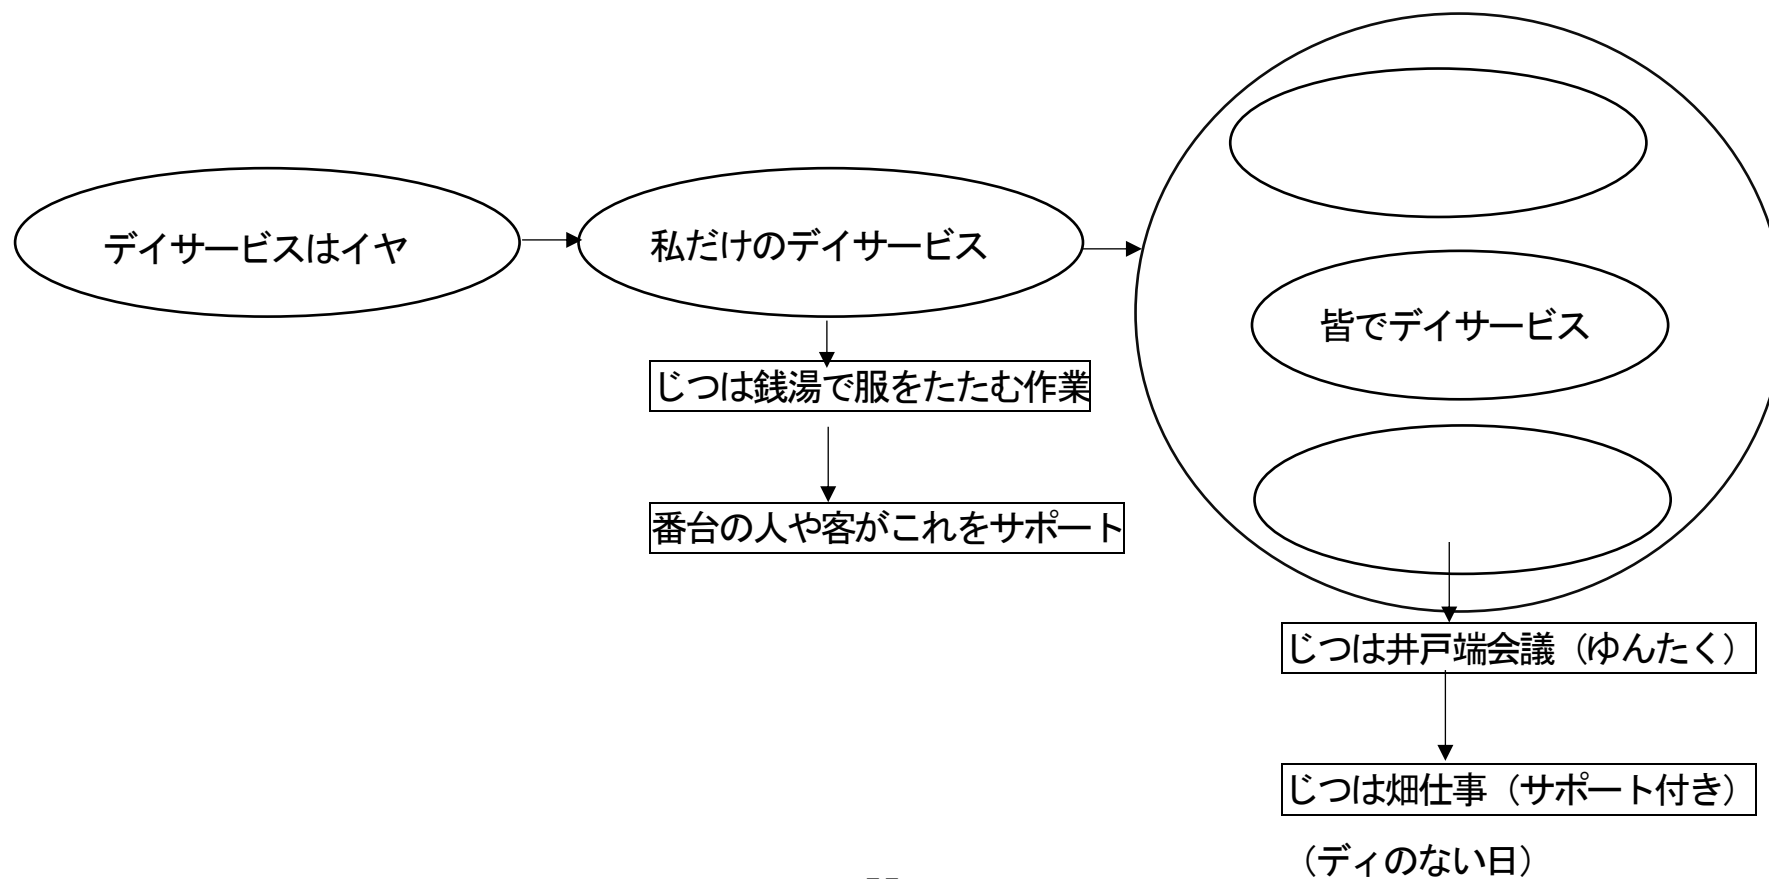 デイサービスはイヤ
私だけのデイサービス
じつは銭湯で服をたたむ作業
番台の人や客がこれをサポート
皆でデイサービス
じつは井戸端会議（ゆんたく）
じつは畑仕事（サポート付き）
（ディのない日）